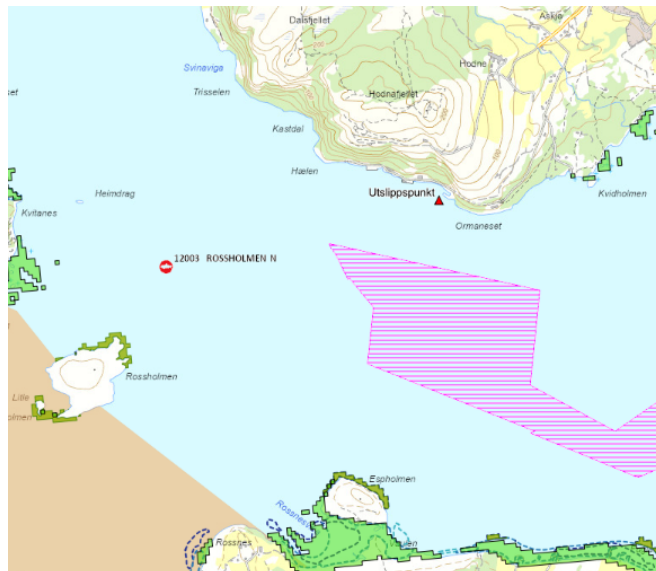 Dalsfjellet
Askje
Svinaviga
Hodne
Trisselen
Hodnafjellet
Kastdal
Hælen
Utslippspunkt
Heimdrag
Kvidholmen
Kvitanes
Ormaneset
12003 ROSSHOLMEN N
Rossholmen
Lille
Espholmen
Rossnes